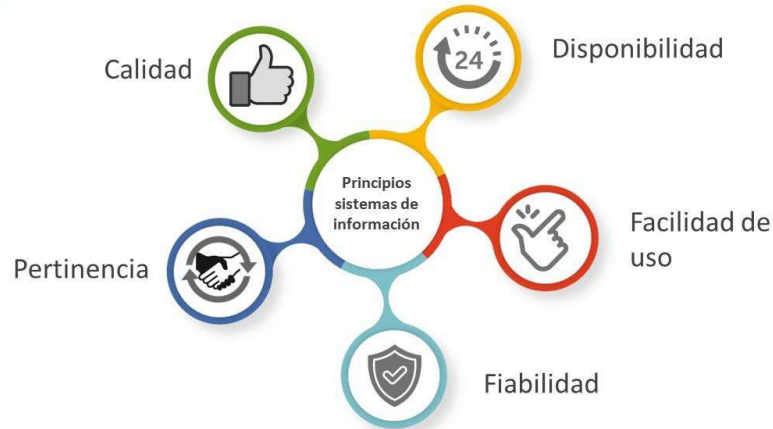 Calidad
24
Disponibilidad
Principios
sistemas de
información
Facilidad de
uso
Pertinencia
Fiabilidad